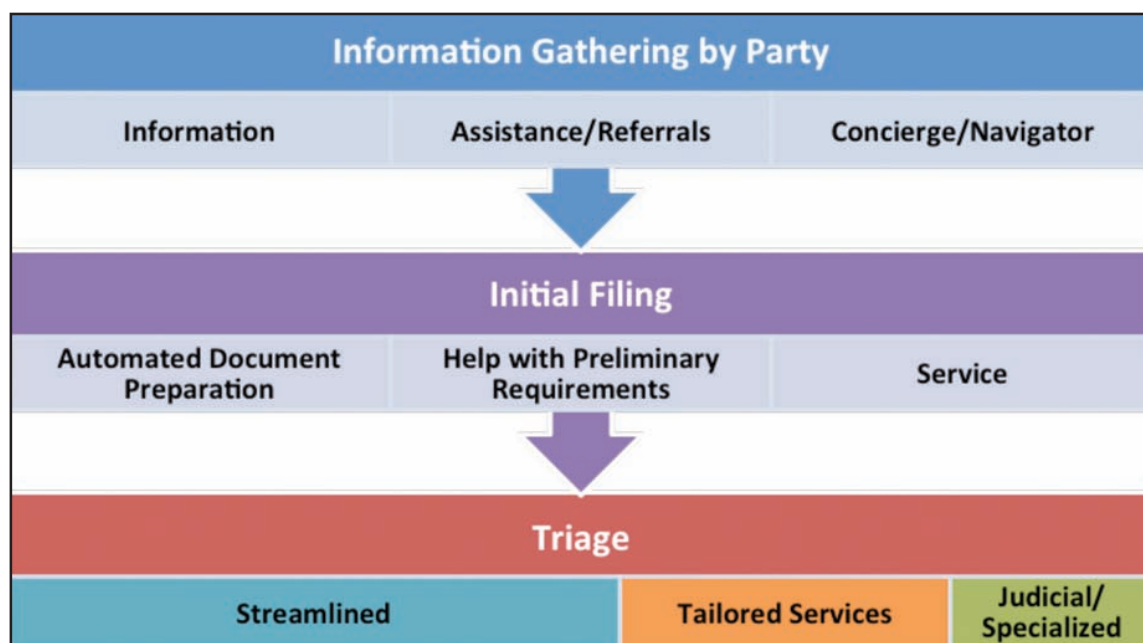 Information Gathering by Party
Information
Assistance/Referrals
Concierge/Navigator
Initial Filing
Automated Document
Preparation
Help with Preliminary
Requirements
Service
Triage
Streamlined
Tailored Services
Judicial/
Specialized